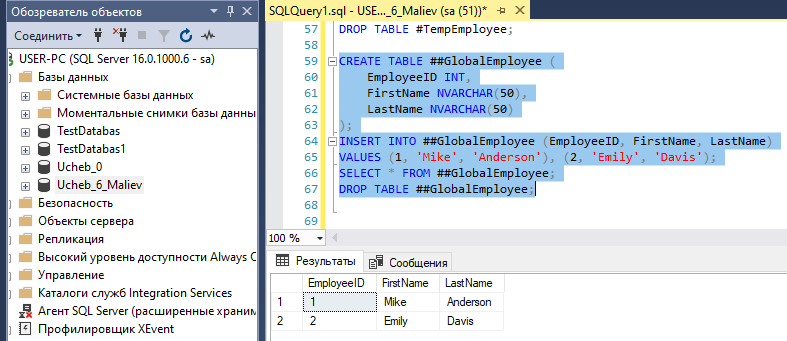 Обозреватель объектов
Соединить
USER-PC (SQL Server 16.0.1000.6 - sa)
Базы данных
Системные базы данных
Моментальные снимки базы данны
TestDatabas
TestDatabas1
Ucheb_0
Ucheb_6_Maliev
Безопасность
Объекты сервера
Репликация
Высокий уровень доступности Always O
Управление
Каталоги служб Integration Services
Агент SQL Server (расширенные храним
Профилировщик XEvent
SQLQuery1.sql - USE..._6_Maliev (sa (51))*
57 DROP TABLE #TempEmployee;
58
59 CREATE TABLE ##GlobalEmployee (
60 EmployeeID INT,
61 FirstName NVARCHAR(50),
62 LastName NVARCHAR(50)
63 );
64 INSERT INTO ##GlobalEmployee (EmployeeID, FirstName, LastName)
65 VALUES (1, 'Mike', 'Anderson'), (2, 'Emily', 'Davis');
66 SELECT * FROM ##GlobalEmployee;
67 DROP TABLE ##GlobalEmployee;
68
69
100 %
Результаты Сообщения
EmployeeID FirstName LastName
1 1 Mike Anderson
2 2 Emily Davis